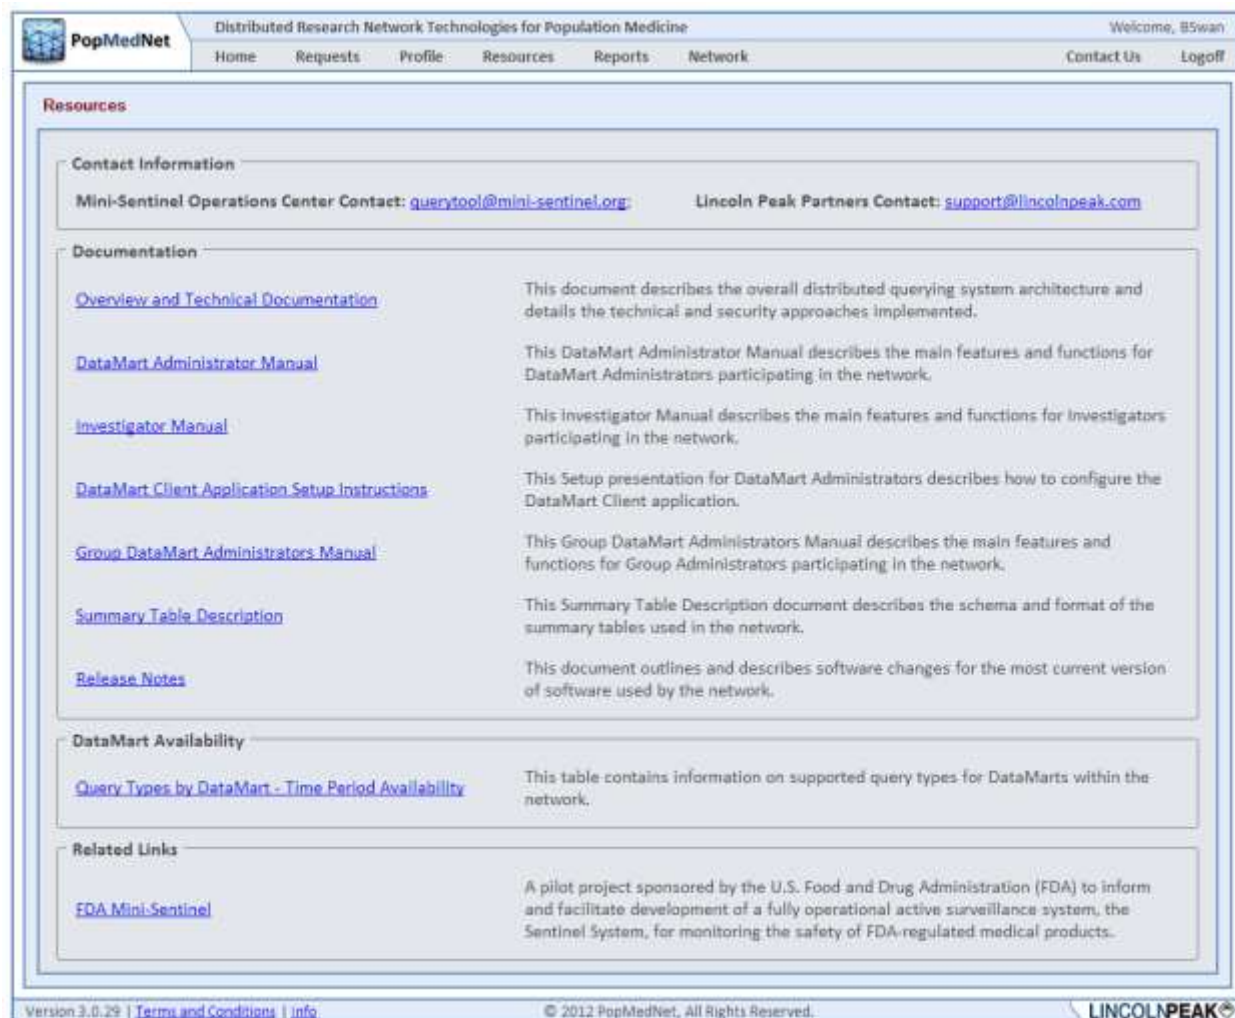 PopMedNet
Distributed Research Network Technologies for Population Medicine
Welcome, BSwan
Home Requests Profile Resources Reports Network Contact Us Logoff
Resources
Contact Information
Mini-Sentinel Operations Center Contact: querytool@mini-sentinel.org; Lincoln Peak Partners Contact: support@lincolnpeak.com
Documentation
Overview and Technical Documentation
This document describes the overall distributed querying system architecture and
details the technical and security approaches implemented.
DataMart Administrator Manual
This DataMart Administrator Manual describes the main features and functions for
DataMart Administrators participating in the network.
Investigator Manual
This Investigator Manual describes the main features and functions for Investigators
participating in the network.
DataMart Client Application Setup Instructions
This Setup presentation for DataMart Administrators describes how to configure the
DataMart Client application.
Group DataMart Administrators Manual
This Group DataMart Administrators Manual describes the main features and
functions for Group Administrators participating in the network.
Summary Table Description
This Summary Table Description document describes the schema and format of the
summary tables used in the network.
Release Notes
This document outlines and describes software changes for the most current version
of software used by the network.
DataMart Availability
Query Types by DataMart - Time Period Availability
This table contains information on supported query types for DataMarts within the
network.
Related Links
FDA Mini-Sentinel
A pilot project sponsored by the U.S. Food and Drug Administration (FDA) to inform
and facilitate development of a fully operational active surveillance system, the
Sentinel System, for monitoring the safety of FDA-regulated medical products.
Version 3.0.29 | Terms and Conditions | Info
© 2012 PopMedNet, All Rights Reserved.
LINCOLNPEAK